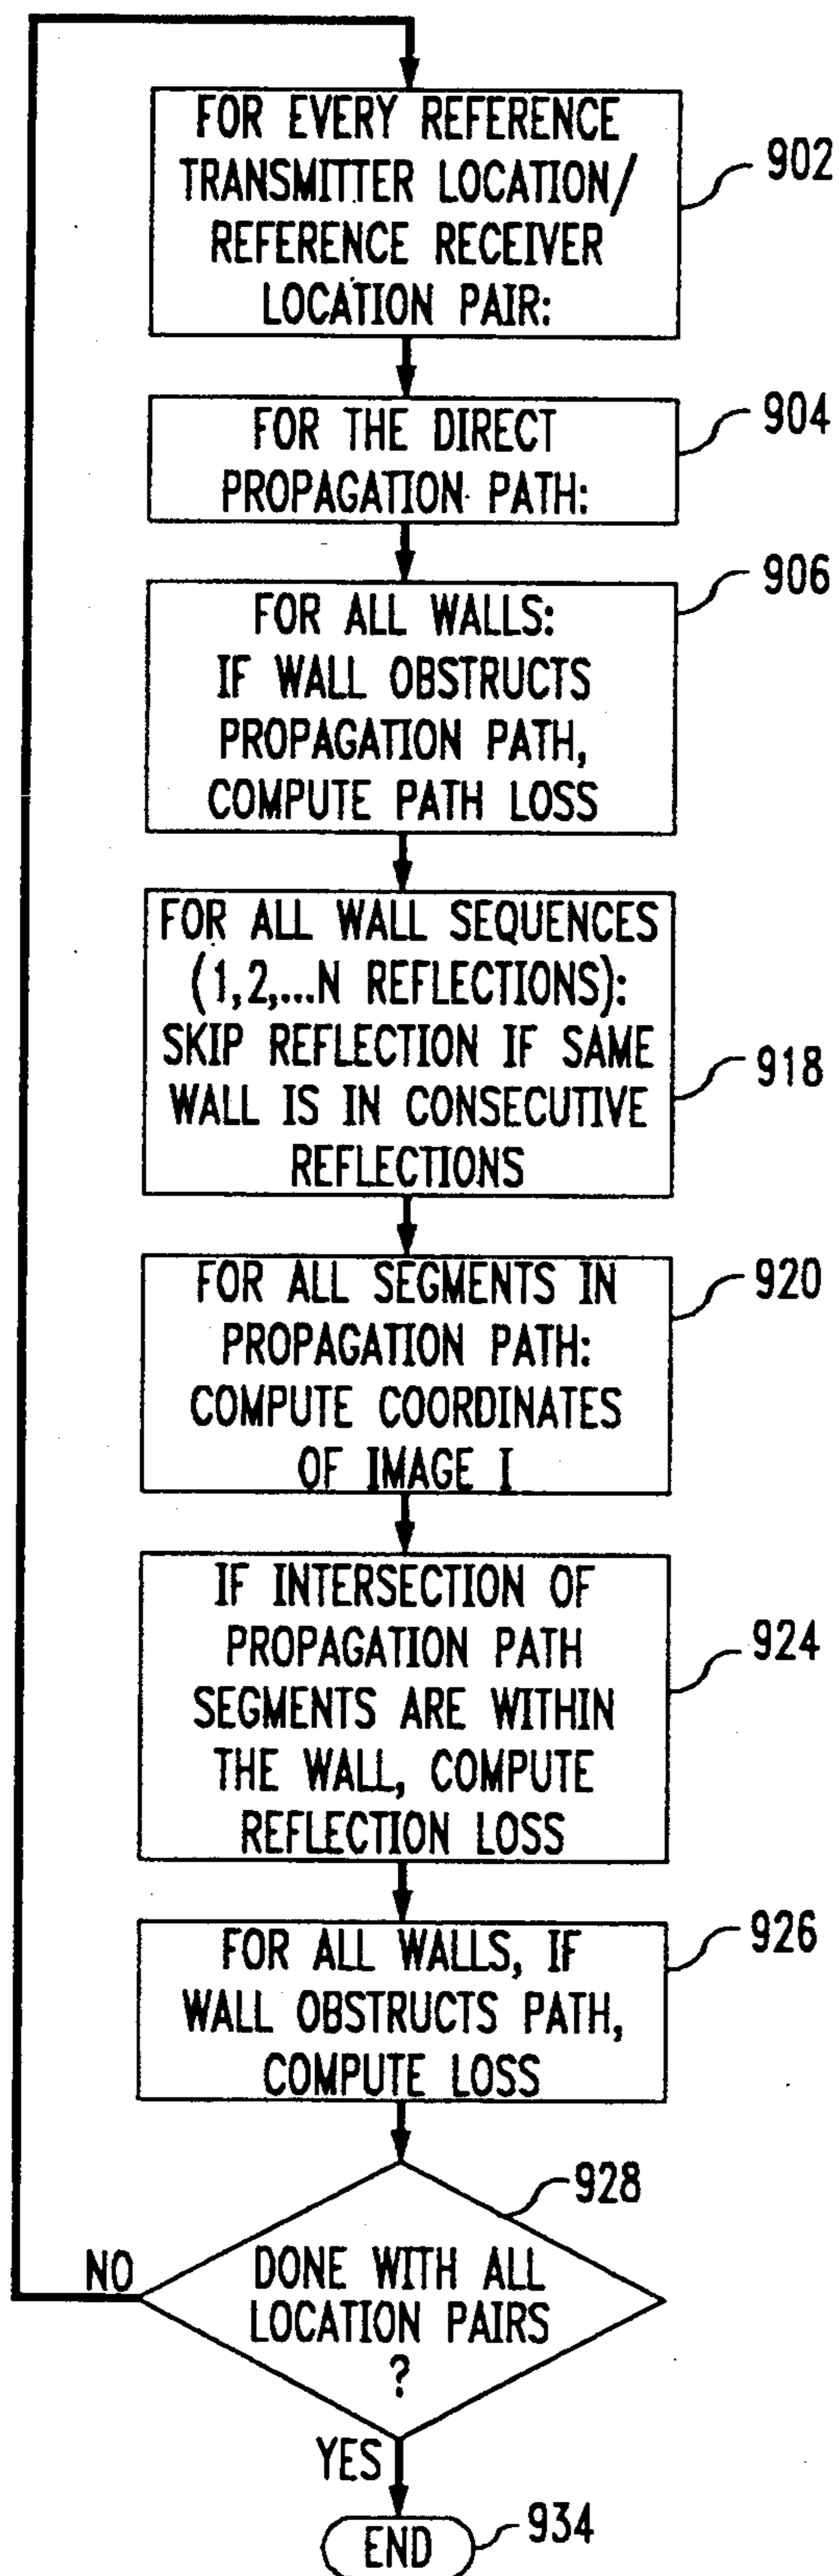 FOR EVERY REFERENCE
TRANSMITTER LOCATION/
REFERENCE RECEIVER
LOCATION PAIR:
902
FOR THE DIRECT
PROPAGATION PATH:
904
FOR ALL WALLS:
IF WALL OBSTRUCTS
PROPAGATION PATH,
COMPUTE PATH LOSS
906
FOR ALL WALL SEQUENCES
(1,2,...N REFLECTIONS):
SKIP REFLECTION IF SAME
WALL IS IN CONSECUTIVE
REFLECTIONS
918
FOR ALL SEGMENTS IN
PROPAGATION PATH:
COMPUTE COORDINATES
OF IMAGE I
920
IF INTERSECTION OF
PROPAGATION PATH
SEGMENTS ARE WITHIN
THE WALL, COMPUTE
REFLECTION LOSS
924
FOR ALL WALLS, IF
WALL OBSTRUCTS PATH,
COMPUTE LOSS
926
928
NO
DONE WITH ALL
LOCATION PAIRS
?
YES
END
934